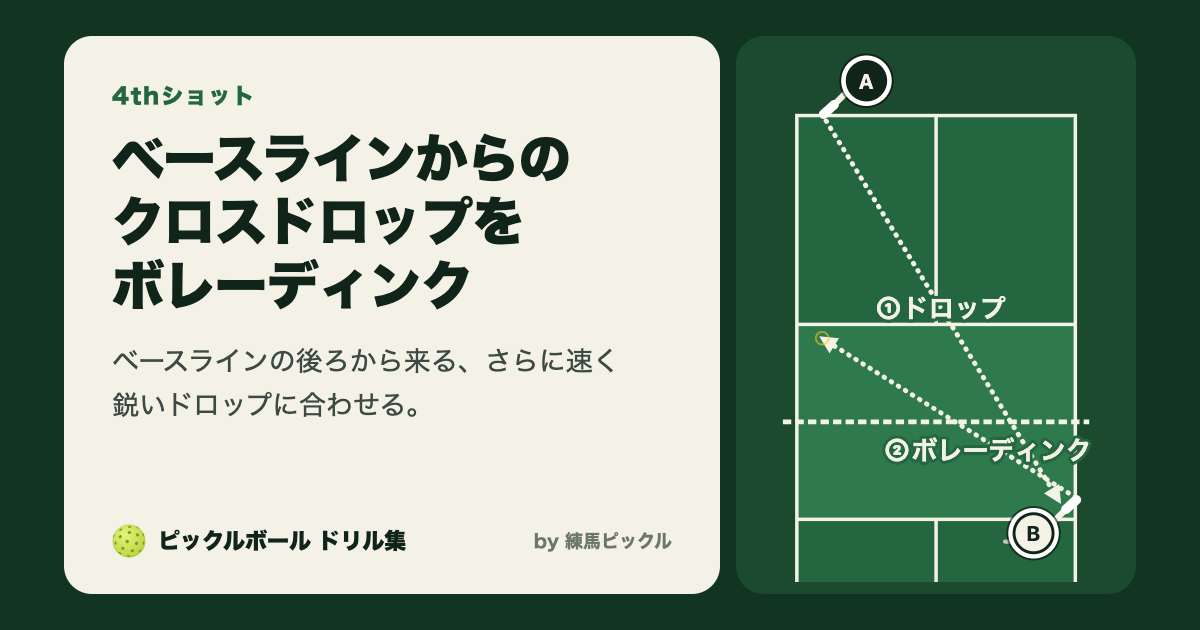 4thショット
ベースラインからの
クロスドロップを
ボレーディンク
ベースラインの後ろから来る、さらに速く
鋭いドロップに合わせる。
ピックルボール ドリル集
by 練馬ピックル
A
①ドロップ
②ボレーディンク
B